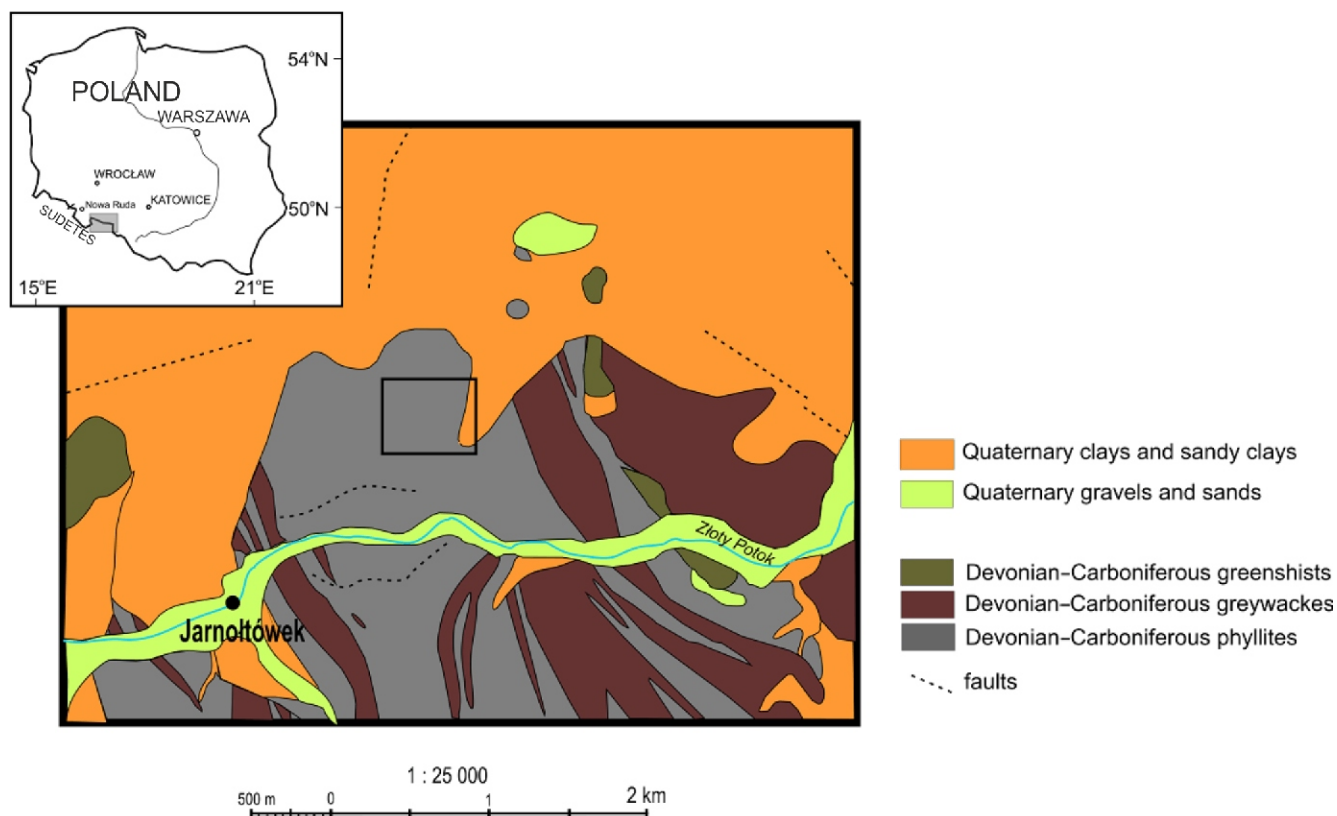 54°N
POLAND
WARSZAWA
WROCŁAW
Nowa Ruda
KATOWICE
50°N
SUDETES
15°E
21°E
Złoty Potok
Jarnołtówek
Quaternary clays and sandy clays
Quaternary gravels and sands
Devonian–Carboniferous greenshists
Devonian–Carboniferous greywackes
Devonian–Carboniferous phyllites
faults
1 : 25 000
500 m 0 1 2 km